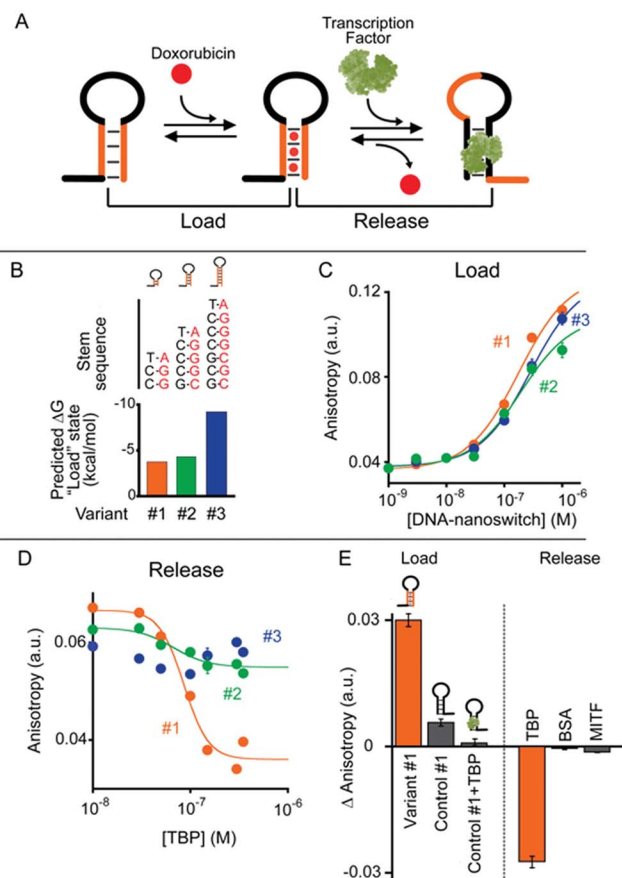 A
Doxorubicin
Transcription
Factor
Load
Release
B
Stem
sequence
T·A
C·G
C·G
T·A
T·A
Predicted ΔG
"Load" state
(kcal/mol)
-10
-5
0
Variant #1 #2 #3
C
Load
Anisotropy (a.u.)
0.12
0.08
0.04
#1
#3
#2
10-9 10-8 10-7 10-6
[DNA-nanoswitch] (M)
D
Release
Anisotropy (a.u.)
0.06
0.04
#3
#2
#1
10-8 10-7 10-6
[TBP] (M)
E
Load
Release
Δ Anisotropy (a.u.)
0.03
0
-0.03
Variant #1
Control #1
Control #1+TBP
TBP
BSA
MITF